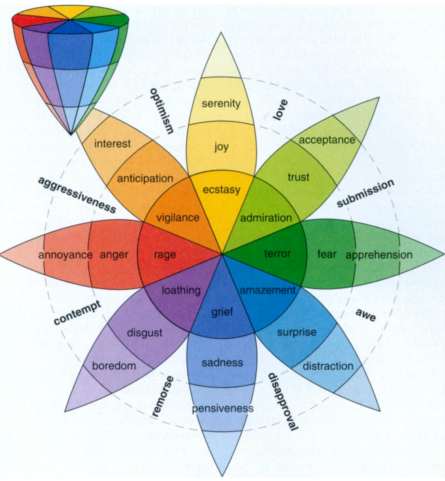 optimism
love
serenity
interest
acceptance
joy
anticipation
trust
aggressiveness
ecstasy
submission
vigilance
admiration
annoyance anger rage terror fear apprehension
loathing
amazement
grief
contempt
awe
disgust
surprise
boredom
sadness
distraction
remorse
disapproval
pensiveness